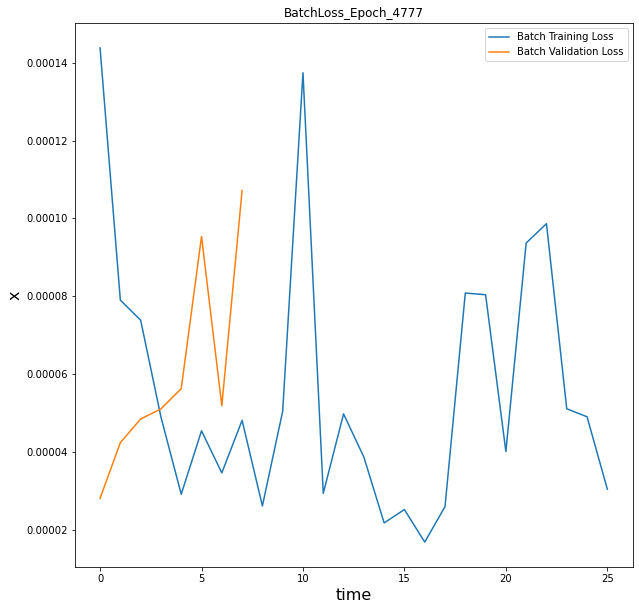 BatchLoss_Epoch_4777
Batch Training Loss
Batch Validation Loss
0.00014
0.00012
0.00010
0.00008
0.00006
0.00004
0.00002
x
0 5 10 15 20 25
time